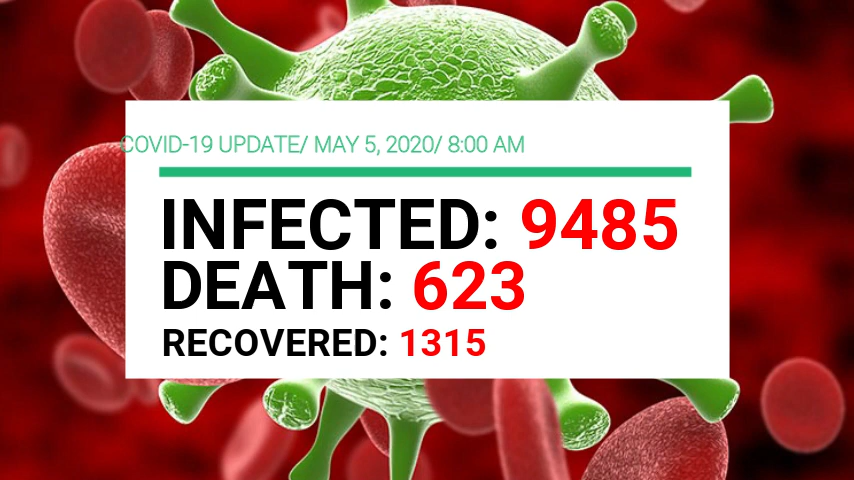 COVID-19 UPDATE/ MAY 5, 2020/ 8:00 AM
INFECTED: 9485
DEATH: 623
RECOVERED: 1315